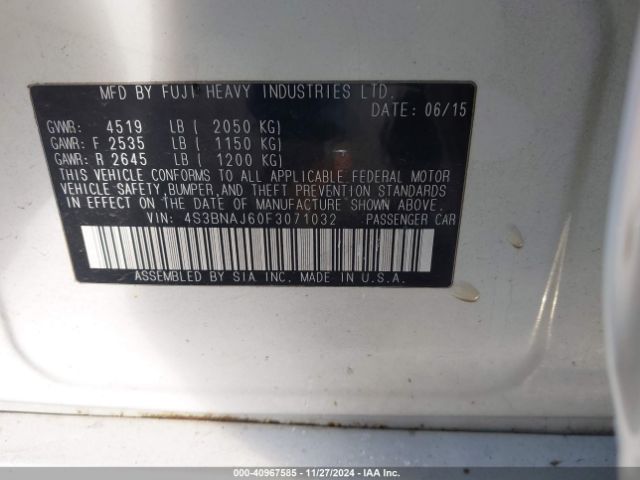 MFD BY FUJI HEAVY INDUSTRIES LTD.
DATE: 06/15
GVWR: 4519 LB ( 2050 KG)
GAWR: F 2535 LB ( 1150 KG)
GAWR: R 2645 LB ( 1200 KG)
THIS VEHICLE CONFORMS TO ALL APPLICABLE FEDERAL MOTOR
VEHICLE SAFETY, BUMPER, AND THEFT PREVENTION STANDARDS
IN EFFECT ON THE DATE OF MANUFACTURE SHOWN ABOVE.
VIN: 4S3BNAJ60F3071032 PASSENGER CAR
ASSEMBLED BY SIA INC. MADE IN U.S.A.
000-40967585 - 11/27/2024 - IAAI.COM